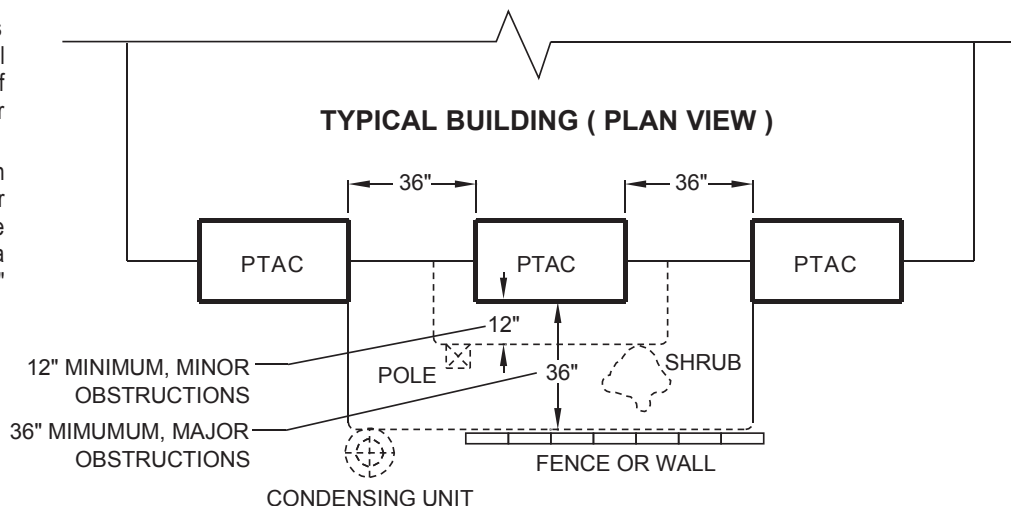 s
l
f
r
n
r
e
a
"
TYPICAL BUILDING ( PLAN VIEW )
36"
36"
PTAC
PTAC
PTAC
12"
12" MINIMUM, MINOR
OBSTRUCTIONS
POLE
36"
SHRUB
36" MIMUMUM, MAJOR
OBSTRUCTIONS
FENCE OR WALL
CONDENSING UNIT